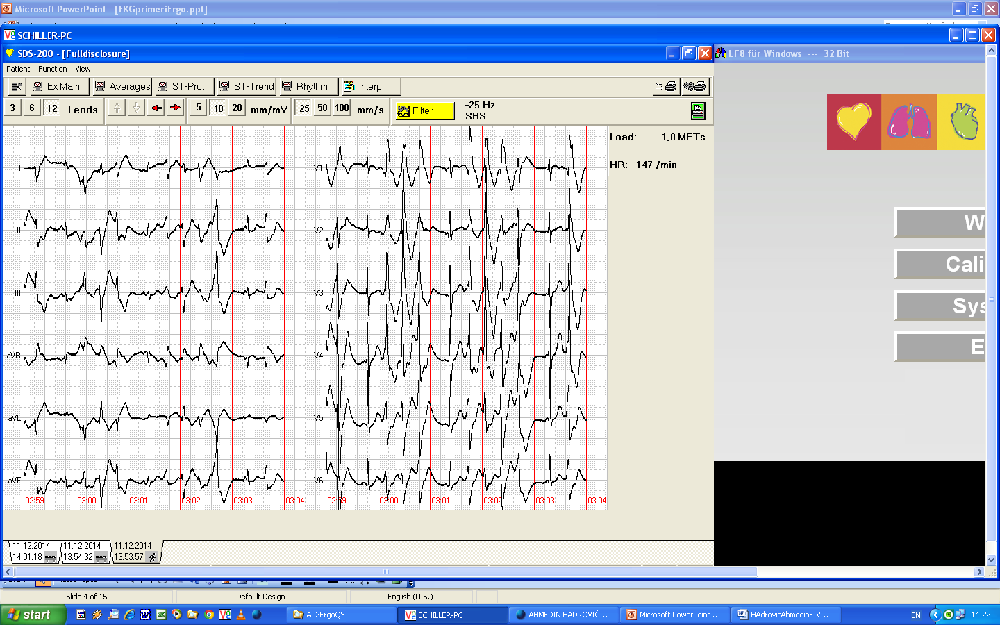 Microsoft PowerPoint - [EKGprimeriErgo.ppt]
SCHILLER-PC
SDS-200 - [Fulldisclosure]
LF8 für Windows --- 32 Bit
Patient Function View
Ex Main Averages ST-Prot ST-Trend Rhythm Interp
3 6 12 Leads 5 10 20 mm/mV 25 50 100 mm/s Filter -25 Hz
SBS
Load: 1,0 METs
HR: 147 /min
I V1
II V2
III V3
aVR V4
aVL V5
aVF V6
02:59 03:00 03:01 03:02 03:03 03:04 02:59 03:00 03:01 03:02 03:03 03:04
W
Cali
Sys
E
11.12.2014 11.12.2014 11.12.2014
14:01:18 13:54:32 13:53:57
Draw AutoShapes
Slide 4 of 15 Default Design English (U.S.)
start A02ErgoQST SCHILLER-PC AHMEDIN HADROVIĆ... Microsoft PowerPoint ... HAdrovicAhmedinEIV... EN 14:22